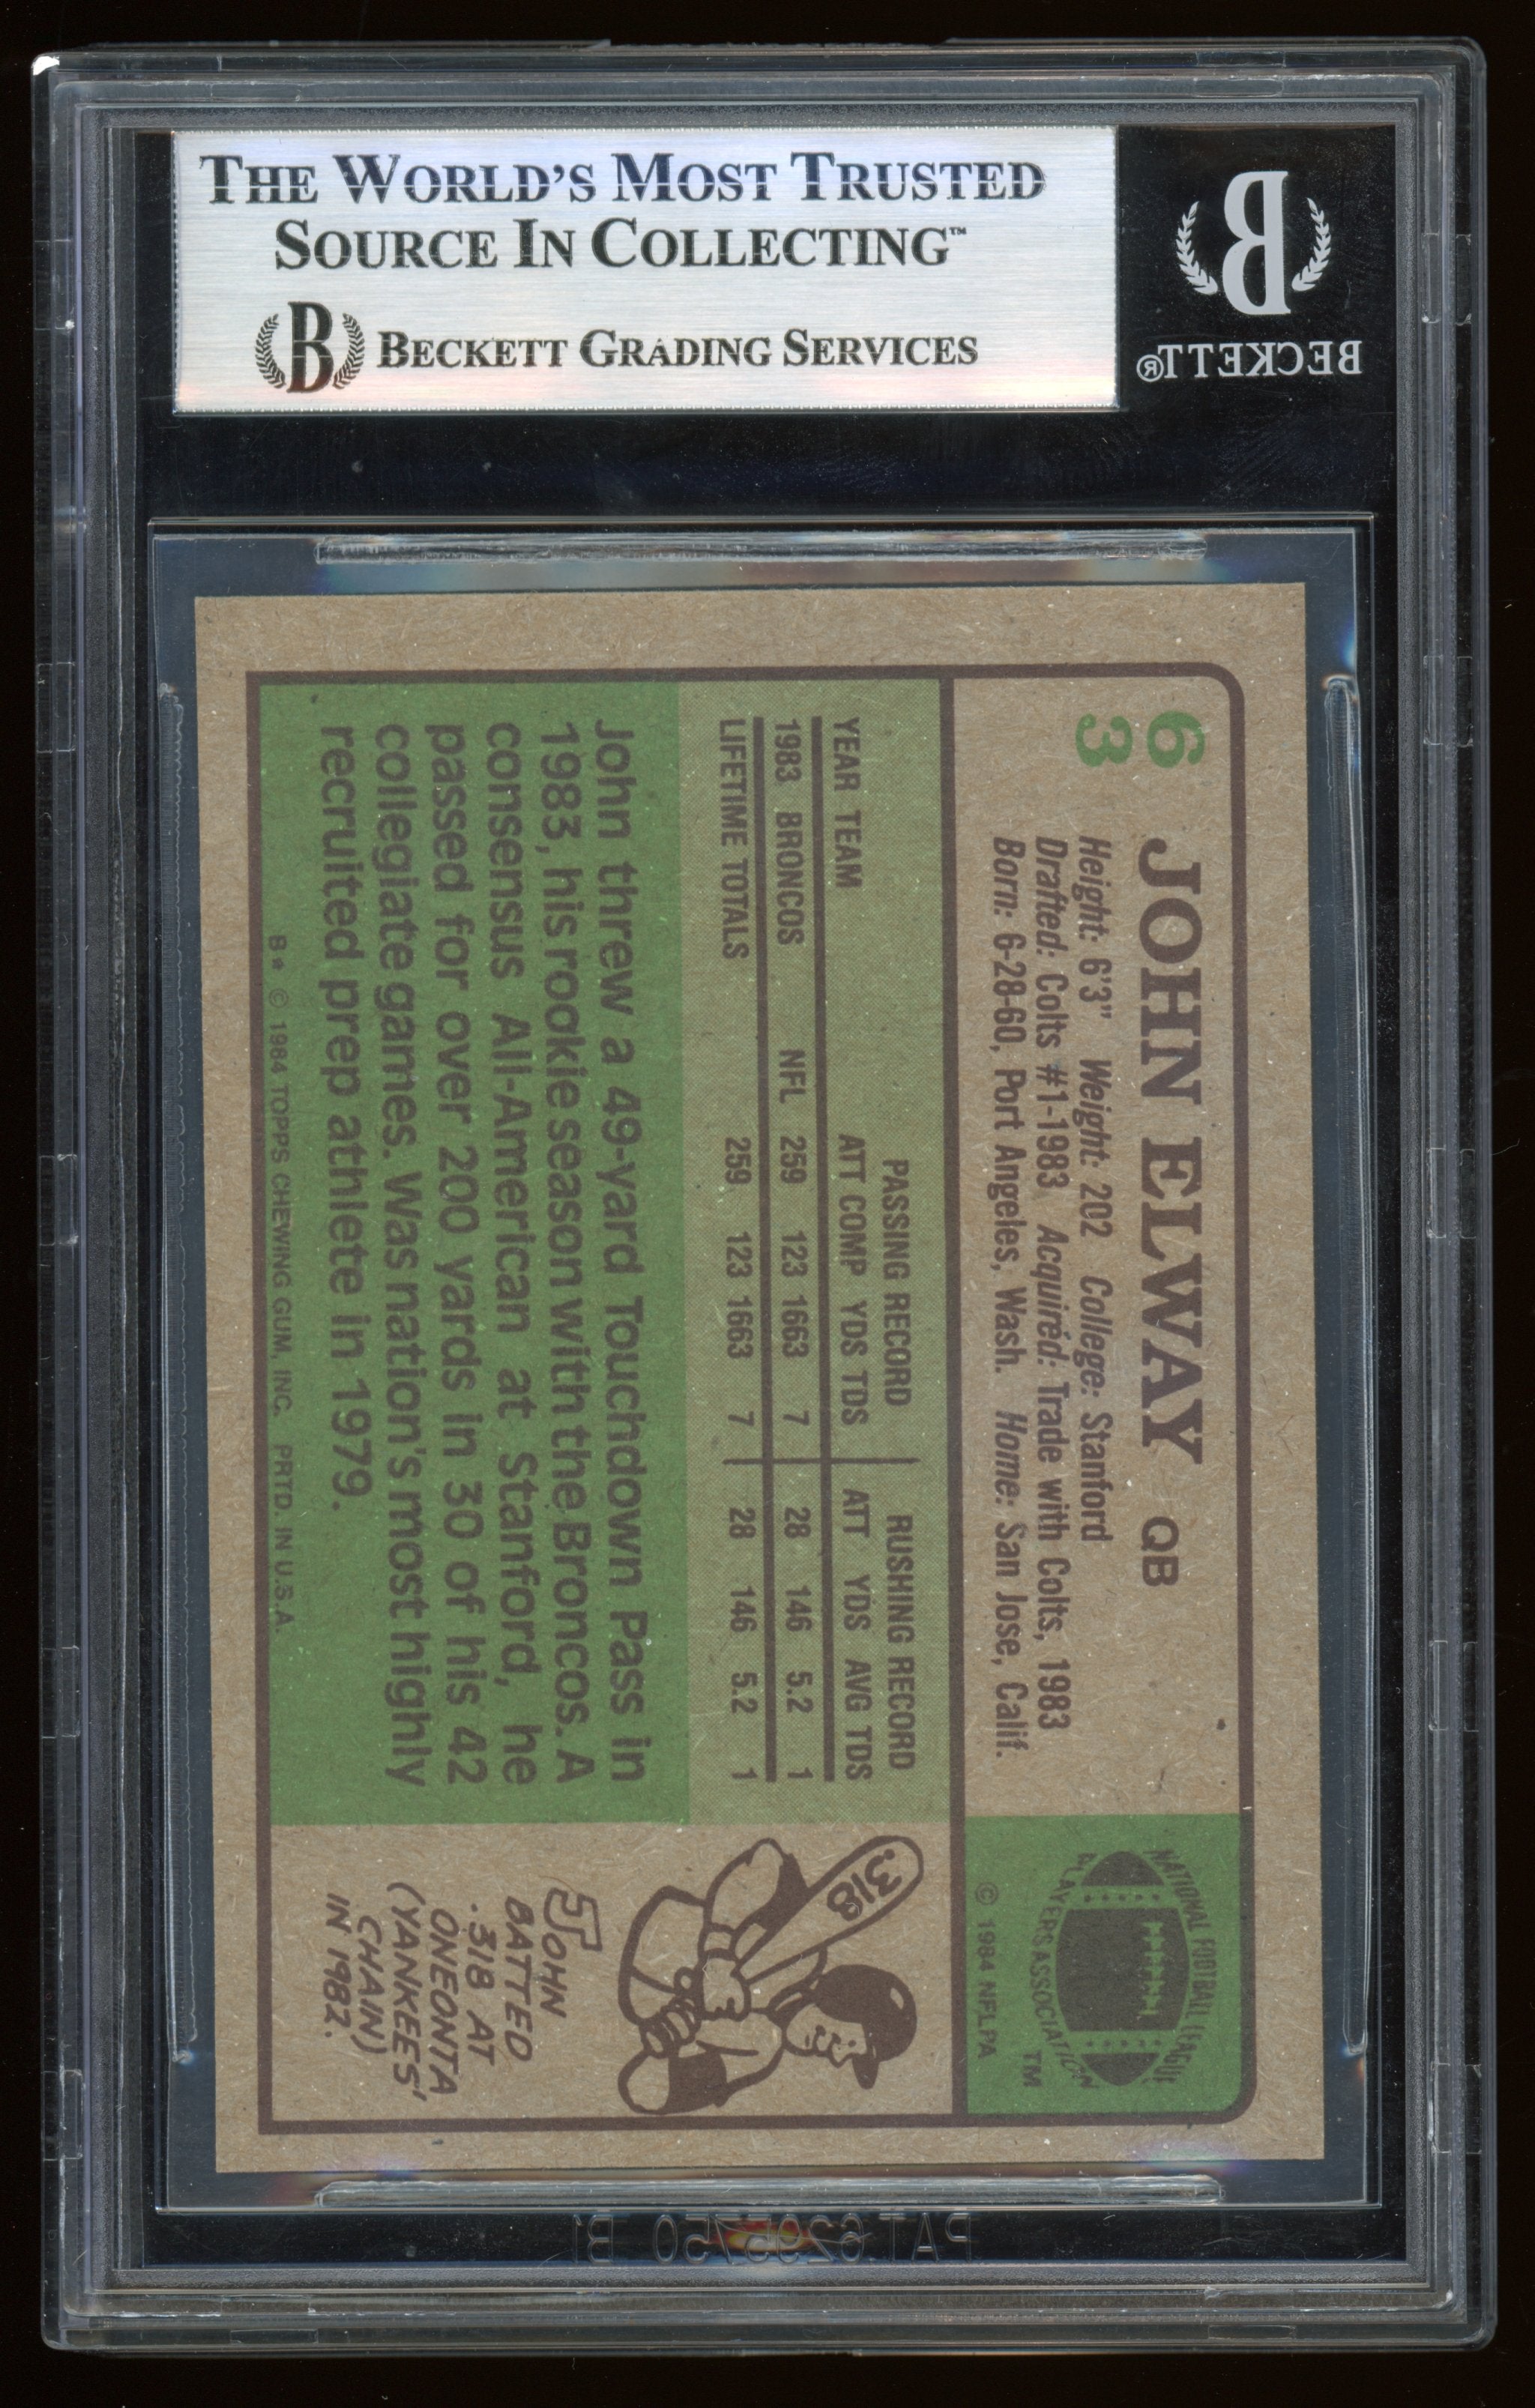 THE WORLD'S MOST TRUSTED
SOURCE IN COLLECTING™
B BECKETT GRADING SERVICES
B
BECKETT®
63
JOHN ELWAY QB
Height: 6'3" Weight: 202 College: Stanford
Drafted: Colts #1-1983 Acquired: Trade with Colts, 1983
Born: 6-28-60, Port Angeles, Wash. Home: San Jose, Calif.
NATIONAL FOOTBALL LEAGUE
PLAYERS ASSOCIATION
TM
© 1984 NFLPA
PASSING RECORD RUSHING RECORD
YEAR TEAM ATT COMP YDS TDS ATT YDS AVG TDS
1983 BRONCOS NFL 259 123 1663 7 28 146 5.2 1
LIFETIME TOTALS 259 123 1663 7 28 146 5.2 1
John threw a 49-yard Touchdown Pass in
1983, his rookie season with the Broncos. A
consensus All-American at Stanford, he
passed for over 200 yards in 30 of his 42
collegiate games. Was nation's most highly
recruited prep athlete in 1979.
B* © 1984 TOPPS CHEWING GUM, INC. PRTD. IN U.S.A.
.318
JOHN
BATTED
.318 AT
ONEONTA
(YANKEES'
CHAIN)
IN 1982.
PAT 6295750 B1